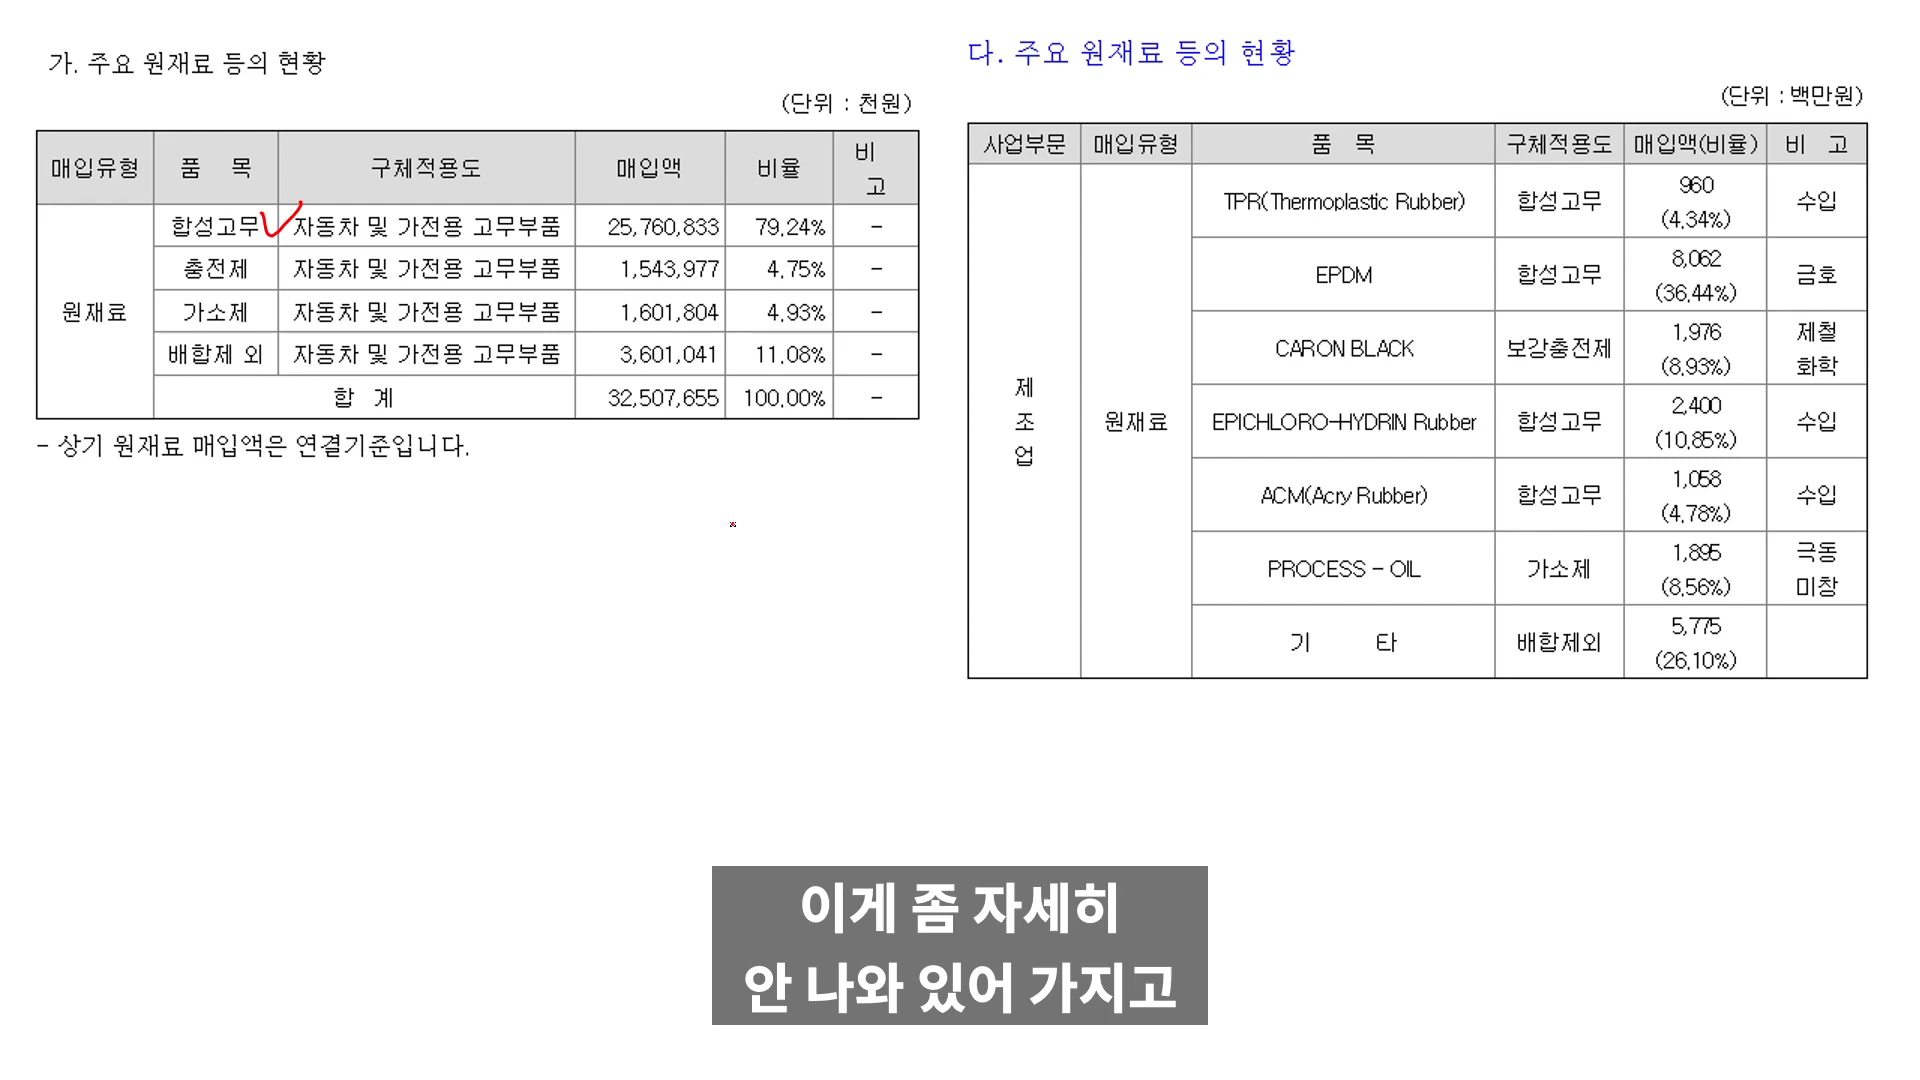 가. 주요 원재료 등의 현황
(단위 : 천원)
매입유형 품 목 구체적용도 매입액 비율 비 고
원재료
합성고무 자동차 및 가전용 고무부품 25,760,833 79.24% -
충전제 자동차 및 가전용 고무부품 1,543,977 4.75% -
가소제 자동차 및 가전용 고무부품 1,601,804 4.93% -
배합제 외 자동차 및 가전용 고무부품 3,601,041 11.08% -
합 계 32,507,655 100.00% -
- 상기 원재료 매입액은 연결기준입니다.
다. 주요 원재료 등의 현황
(단위 : 백만원)
사업부문 매입유형 품 목 구체적용도 매입액(비율) 비 고
제조업 원재료
TPR(Thermoplastic Rubber) 합성고무 960 (4.34%) 수입
EPDM 합성고무 8,062 (36.44%) 금호
CARON BLACK 보강충전제 1,976 (8.93%) 제철 화학
EPICHLORO-HYDRIN Rubber 합성고무 2,400 (10.85%) 수입
ACM(Acry Rubber) 합성고무 1,058 (4.78%) 수입
PROCESS - OIL 가소제 1,895 (8.56%) 극동 미창
기 타 배합제외 5,775 (26.10%)
이게 좀 자세히
안 나와 있어 가지고